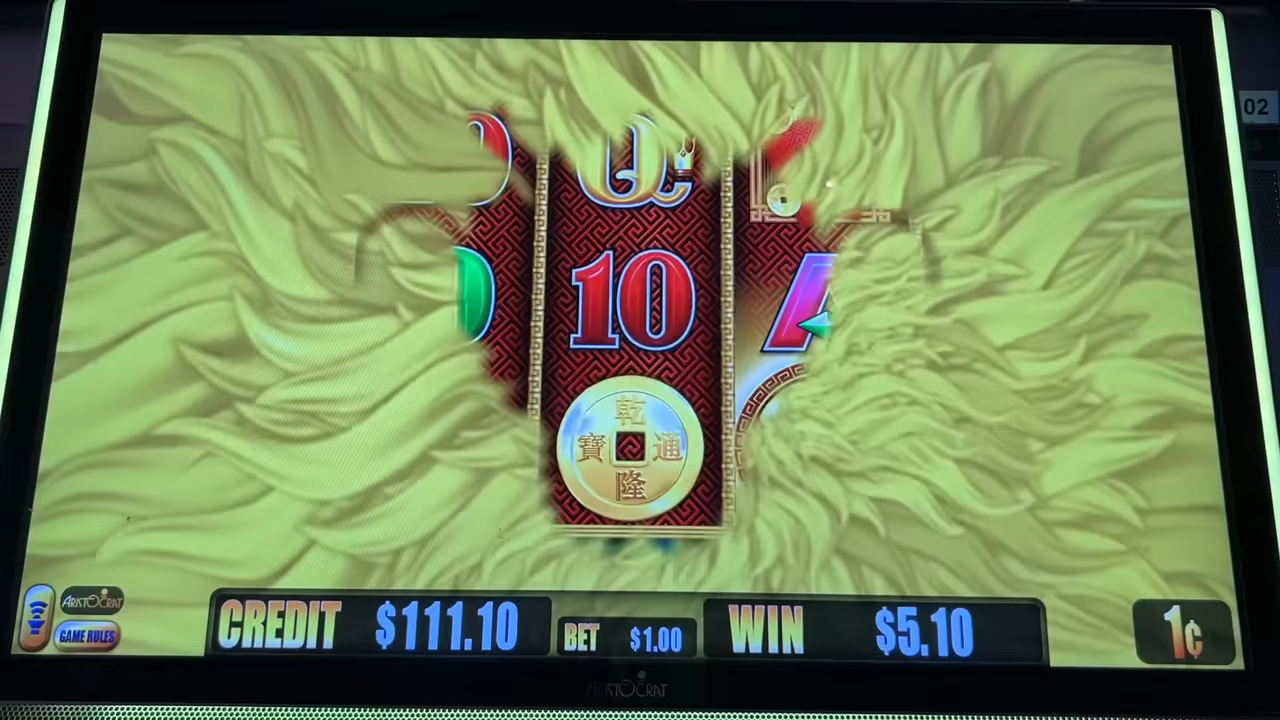 02
Q
10
A
乾
寶 通
隆
ARISTOCRAT
GAME RULES
CREDIT $111.10
BET $1.00
WIN $5.10
1¢
ARISTOCRAT